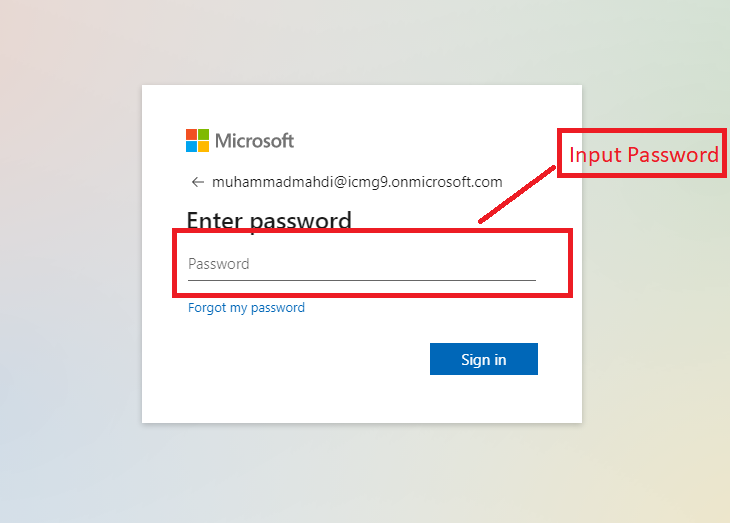 Microsoft
Input Password
← muhammadmahdi@icmg9.onmicrosoft.com
Enter password
Password
Forgot my password
Sign in